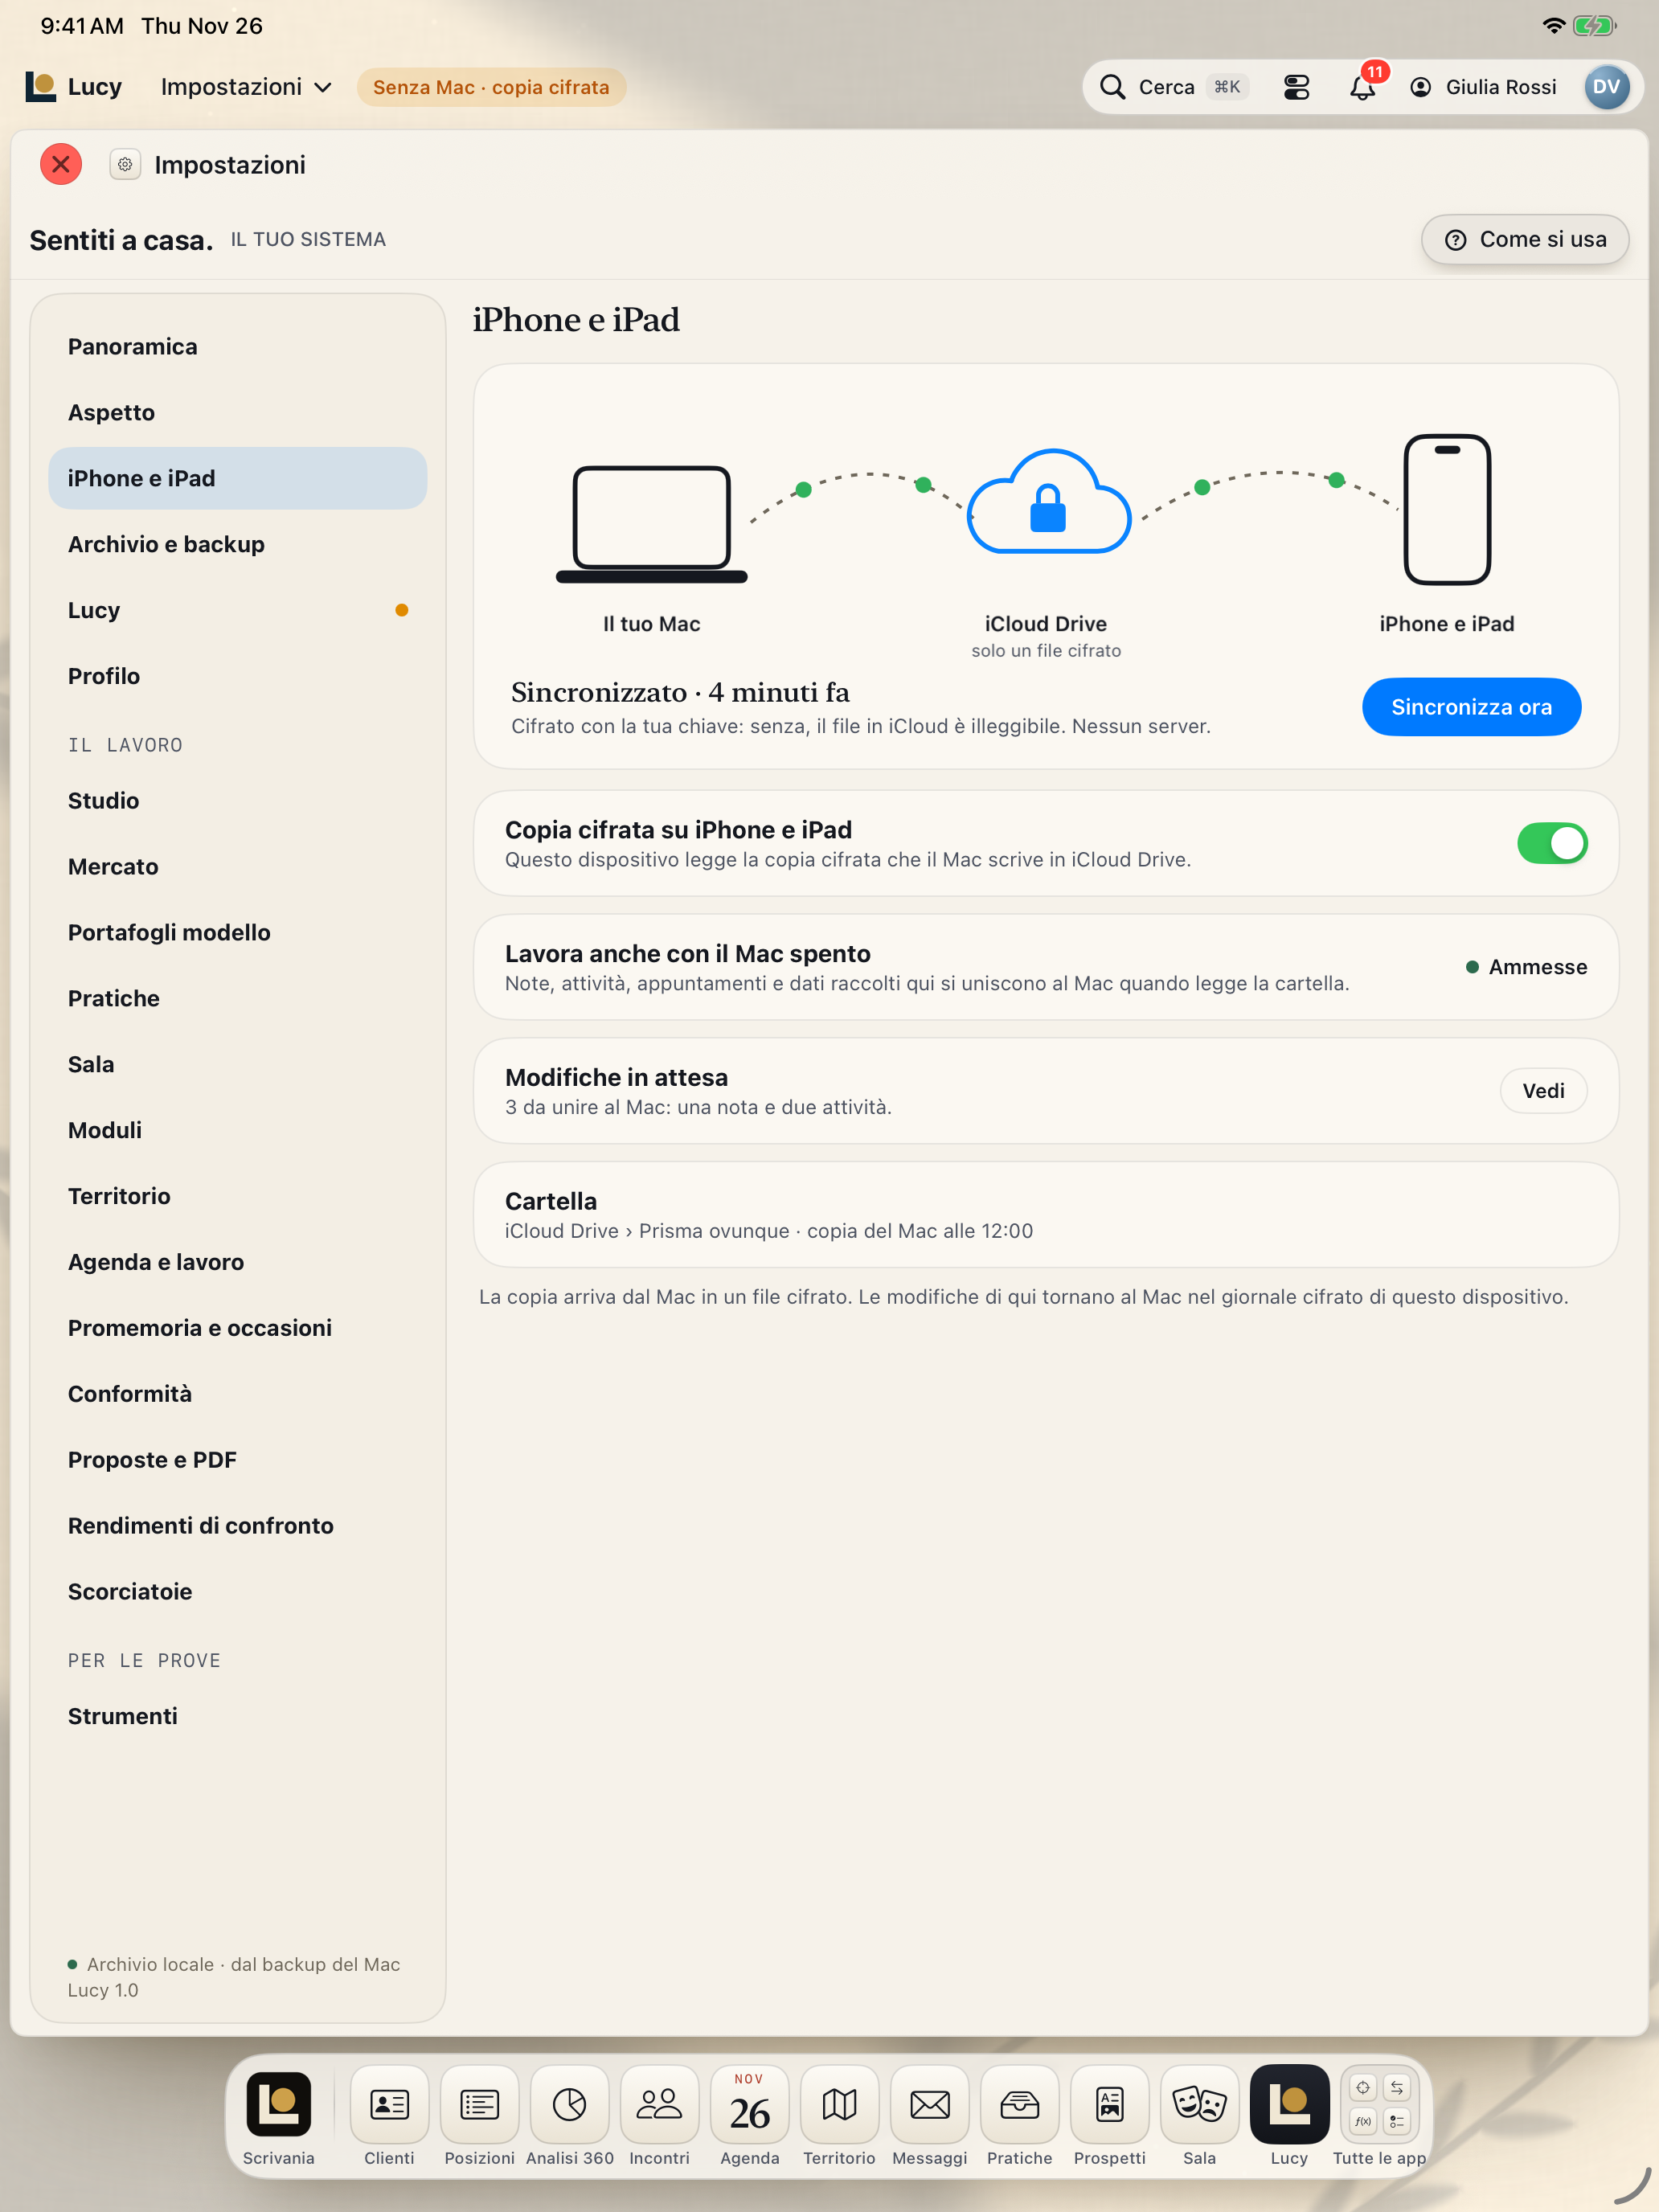 9:41 AM Thu Nov 26
Lucy
Impostazioni
Senza Mac · copia cifrata
Cerca ⌘K
11
Giulia Rossi
DV
Impostazioni
Sentiti a casa. IL TUO SISTEMA
Come si usa
Panoramica
Aspetto
iPhone e iPad
Archivio e backup
Lucy
Profilo
IL LAVORO
Studio
Mercato
Portafogli modello
Pratiche
Sala
Moduli
Territorio
Agenda e lavoro
Promemoria e occasioni
Conformità
Proposte e PDF
Rendimenti di confronto
Scorciatoie
PER LE PROVE
Strumenti
Archivio locale · dal backup del Mac
Lucy 1.0
iPhone e iPad
Il tuo Mac
iCloud Drive
solo un file cifrato
iPhone e iPad
Sincronizzato · 4 minuti fa
Cifrato con la tua chiave: senza, il file in iCloud è illeggibile. Nessun server.
Sincronizza ora
Copia cifrata su iPhone e iPad
Questo dispositivo legge la copia cifrata che il Mac scrive in iCloud Drive.
Lavora anche con il Mac spento
Note, attività, appuntamenti e dati raccolti qui si uniscono al Mac quando legge la cartella.
Ammesse
Modifiche in attesa
3 da unire al Mac: una nota e due attività.
Vedi
Cartella
iCloud Drive › Prisma ovunque · copia del Mac alle 12:00
La copia arriva dal Mac in un file cifrato. Le modifiche di qui tornano al Mac nel giornale cifrato di questo dispositivo.
NOV
26
f(x)
Scrivania
Clienti
Posizioni
Analisi 360
Incontri
Agenda
Territorio
Messaggi
Pratiche
Prospetti
Sala
Lucy
Tutte le app